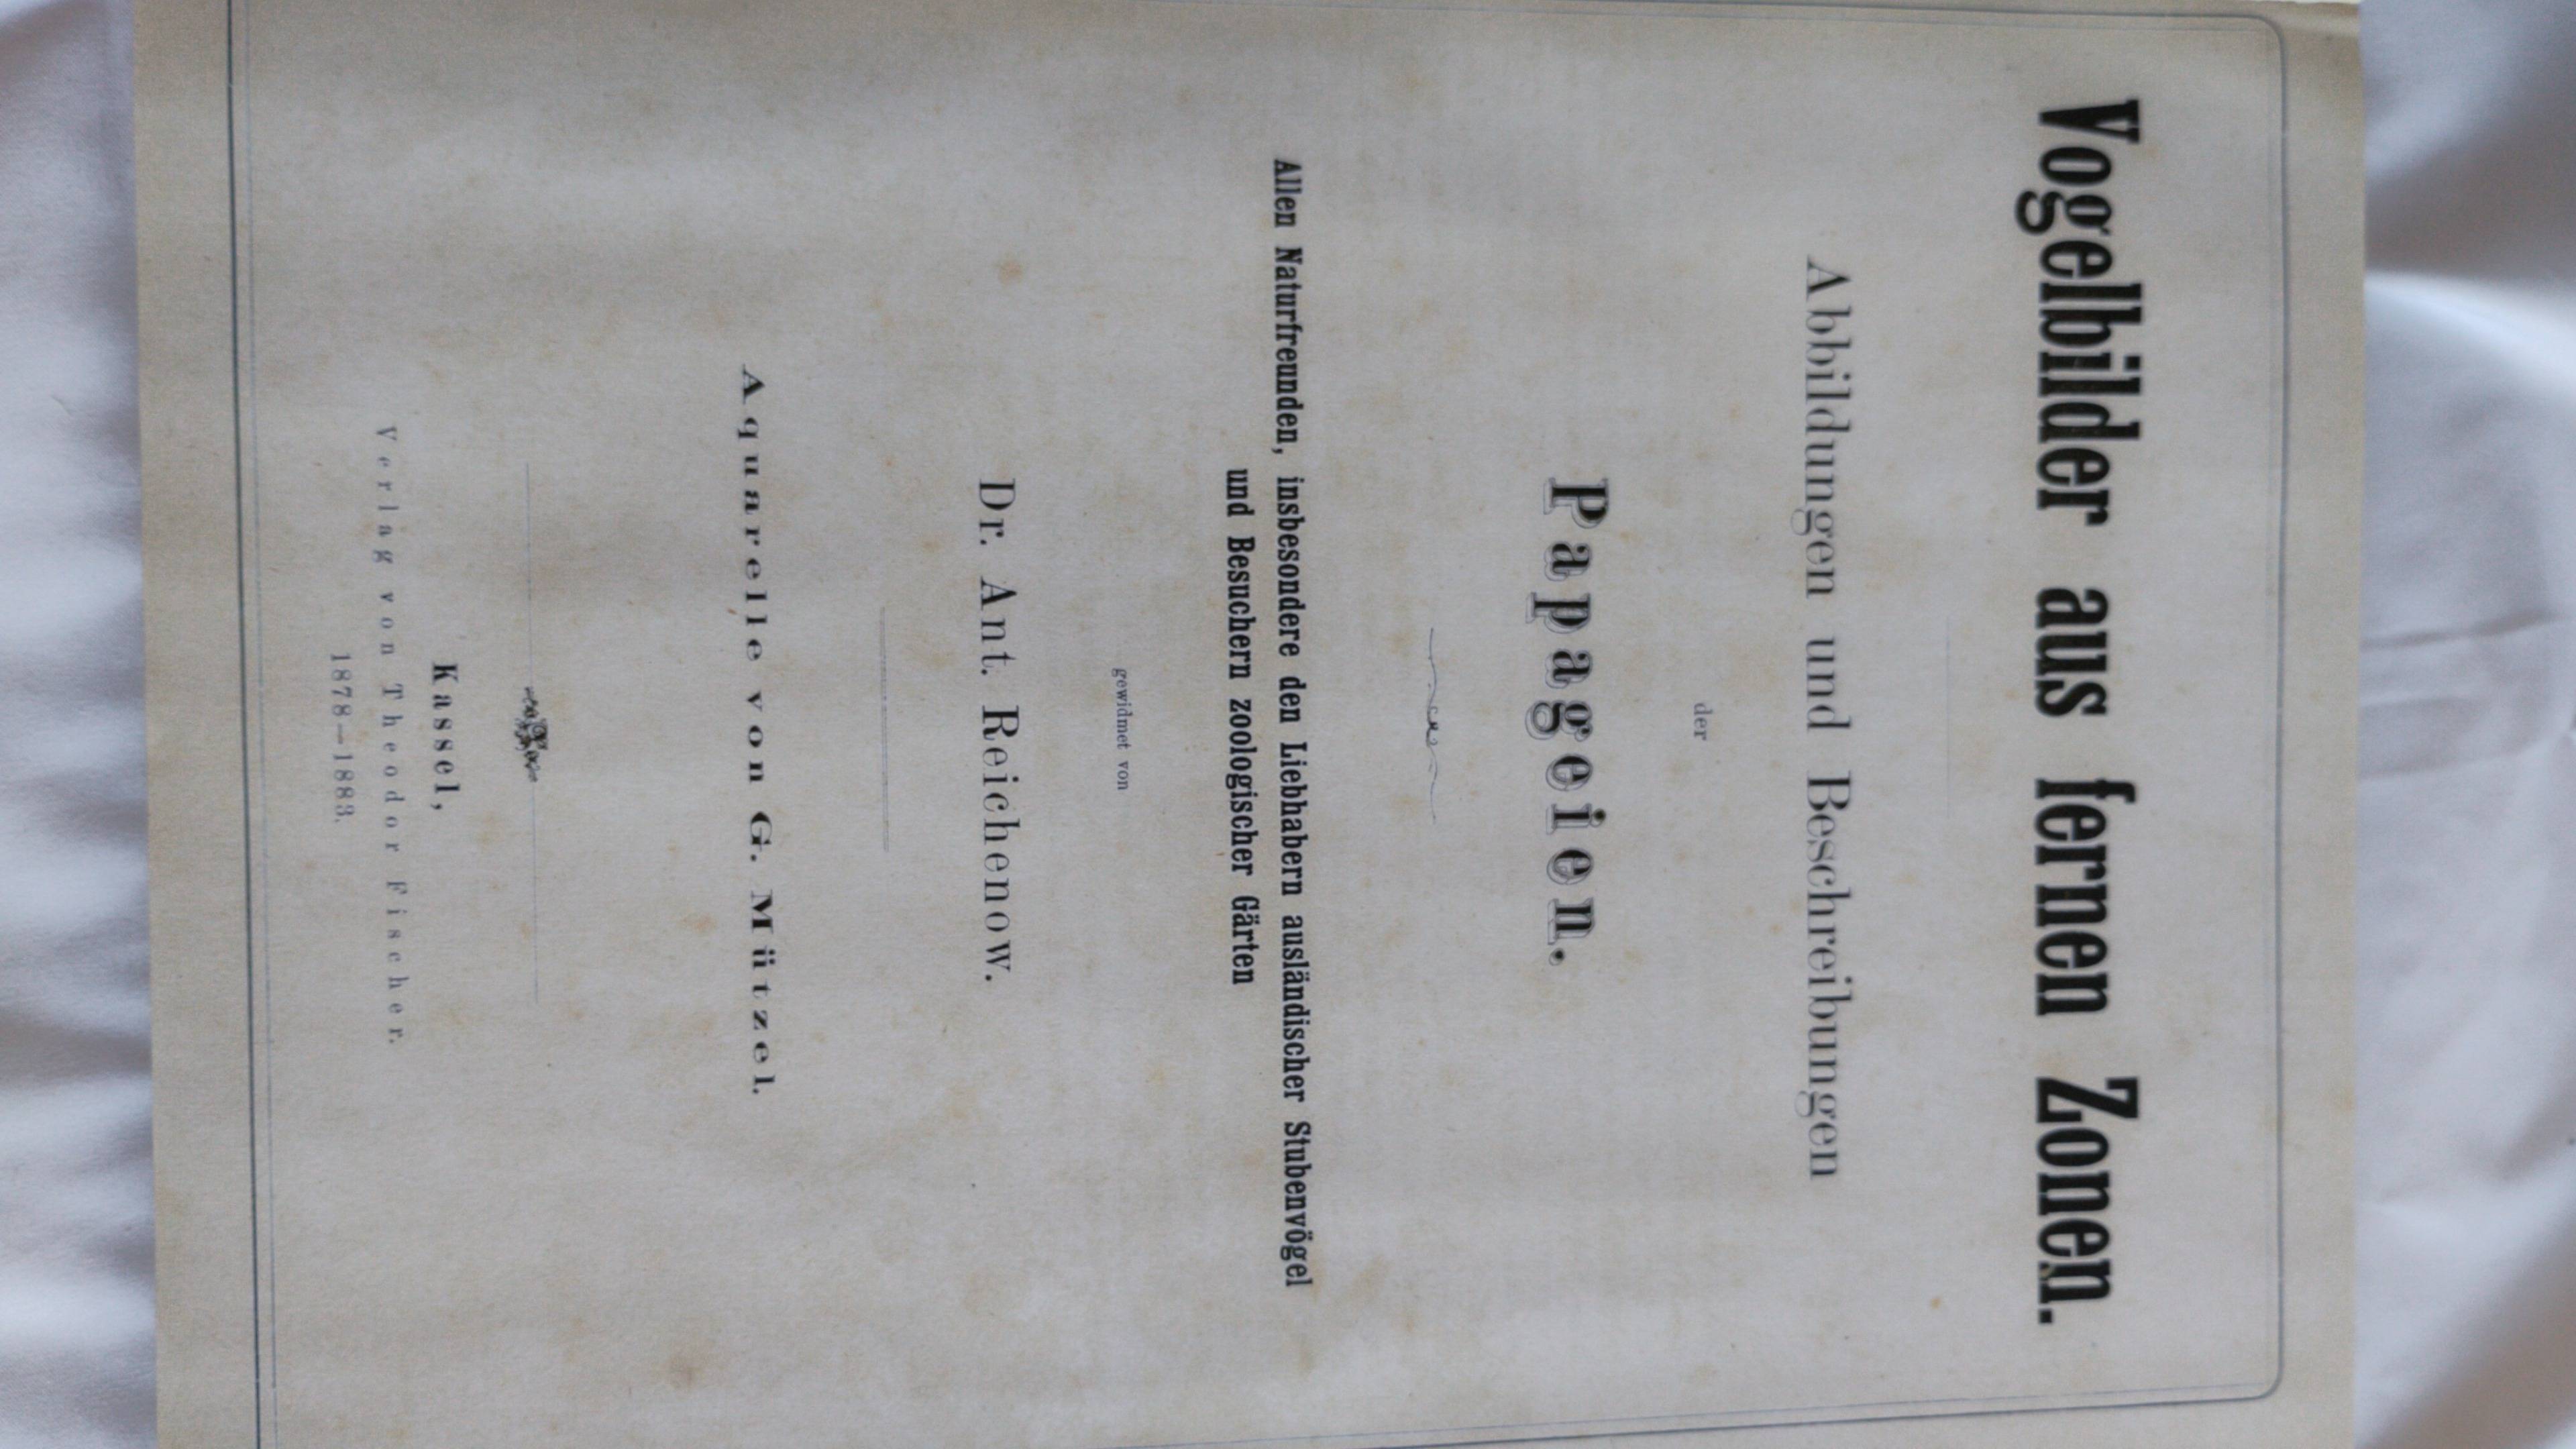 Vogelbilder aus fernen Zonen.
Abbildungen und Beschreibungen
der
Papageien.
Allen Naturfreunden, insbesondere den Liebhabern ausländischer Stubenvögel
und Besuchern zoologischer Gärten
gewidmet von
Dr. Ant. Reichenow.
Aquarelle von G. Mützel.
Kassel,
Verlag von Theodor Fischer.
1878—1883.